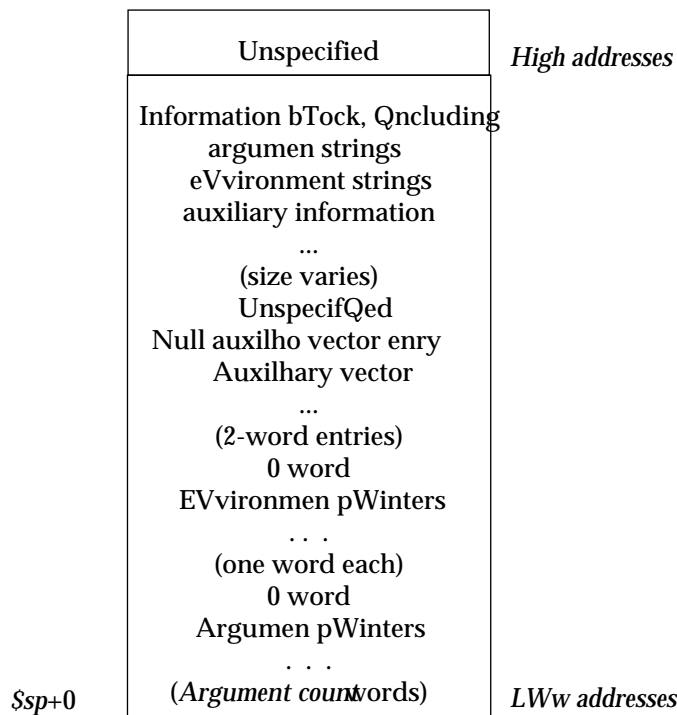 Unspecified
High addresses
Information bTock, Qncluding
argumen strings
eVvironment strings
auxiliary information
...
(size varies)
UnspecifQed
Null auxilho vector enry
Auxilhary vector
...
(2-word entries)
0 word
EVvironmen pWinters
. . .
(one word each)
0 word
Argumen pWinters
. . .
$sp+0
(Argument countwords)
LWw addresses